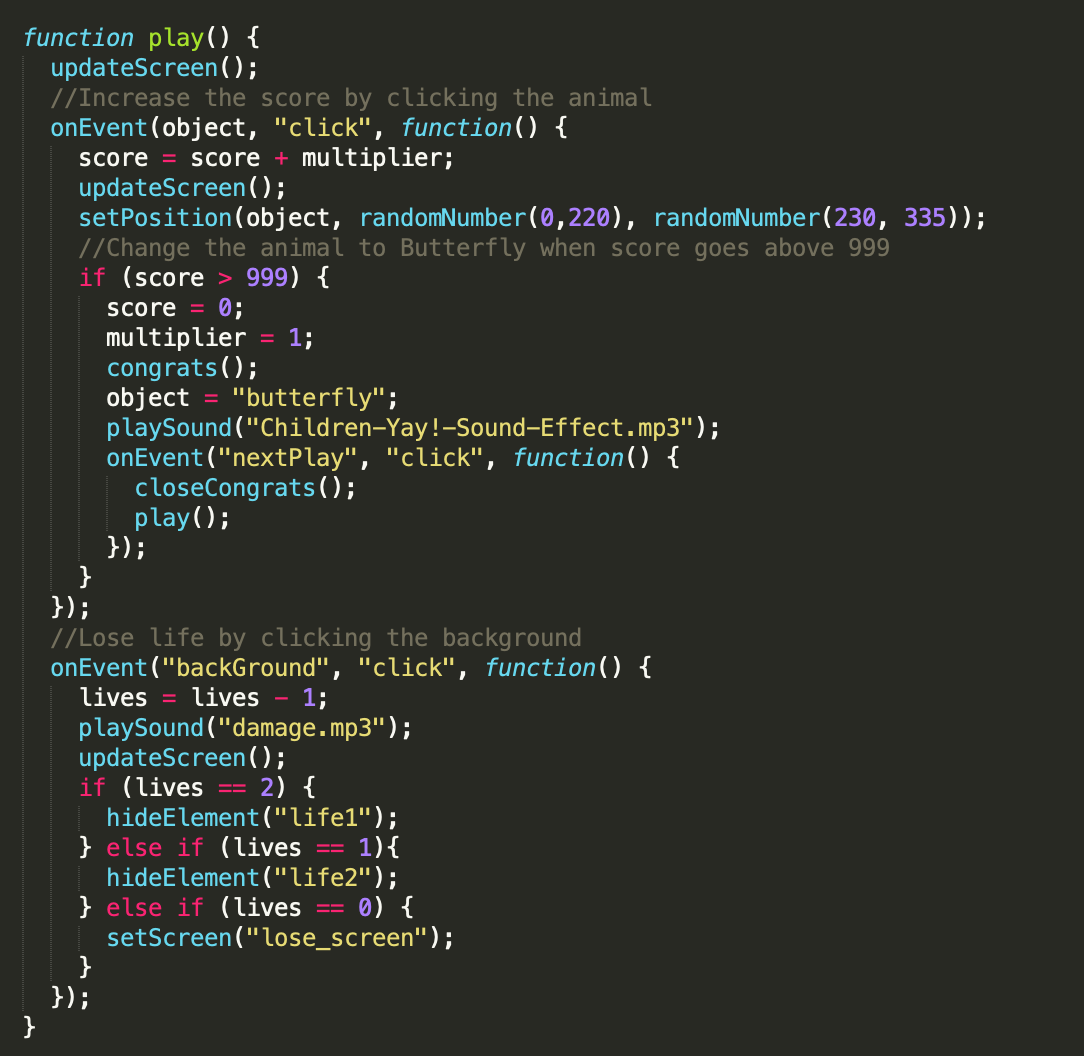 function play() {
  updateScreen();
  //Increase the score by clicking the animal
  onEvent(object, "click", function() {
    score = score + multiplier;
    updateScreen();
    setPosition(object, randomNumber(0,220), randomNumber(230, 335));
    //Change the animal to Butterfly when score goes above 999
    if (score > 999) {
      score = 0;
      multiplier = 1;
      congrats();
      object = "butterfly";
      playSound("Children-Yay!-Sound-Effect.mp3");
      onEvent("nextPlay", "click", function() {
        closeCongrats();
        play();
      });
    }
  });
  //Lose life by clicking the background
  onEvent("backGround", "click", function() {
    lives = lives - 1;
    playSound("damage.mp3");
    updateScreen();
    if (lives == 2) {
      hideElement("life1");
    } else if (lives == 1){
      hideElement("life2");
    } else if (lives == 0) {
      setScreen("lose_screen");
    }
  });
}